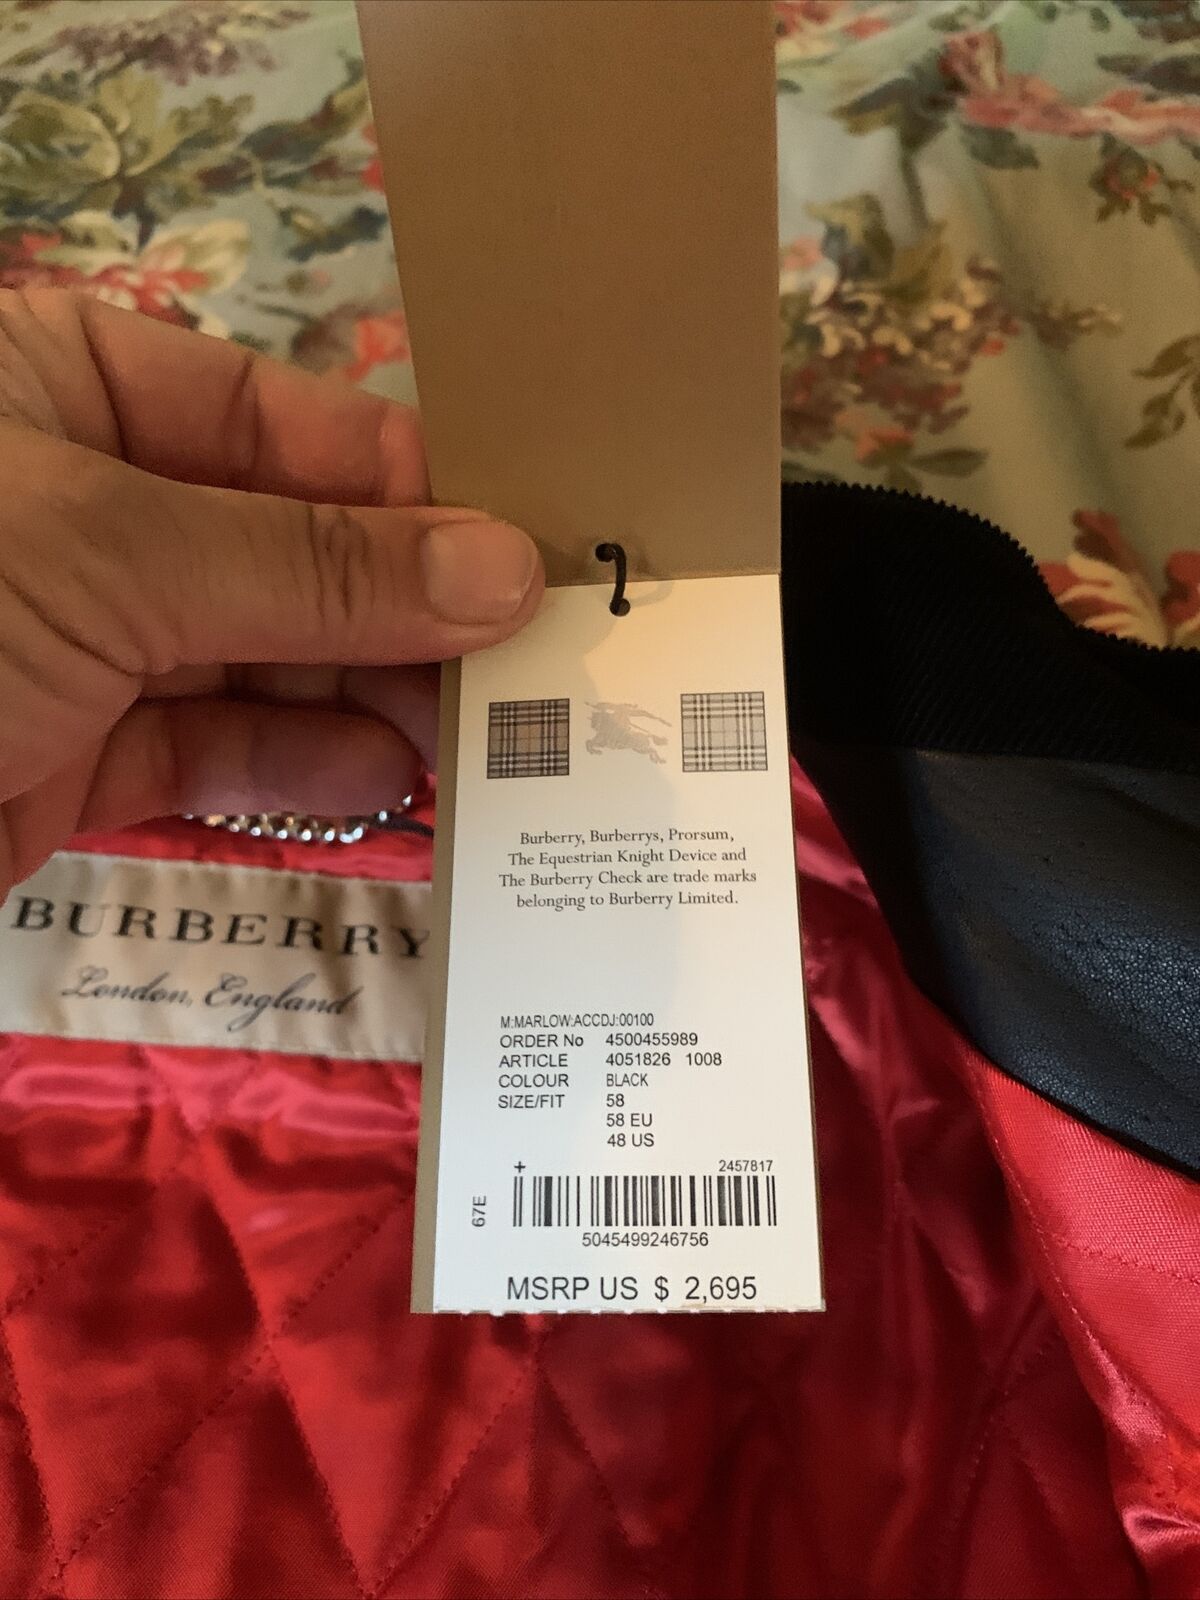 Burberry, Burberrys, Prorsum,
The Equestrian Knight Device and
The Burberry Check are trade marks
belonging to Burberry Limited.
BURBERRY
London, England
M:MARLOW:ACCDJ:00100
ORDER No 4500455989
ARTICLE 4051826 1008
COLOUR BLACK
SIZE/FIT 58
58 EU
48 US
+ 2457817
67E
5045499246756
MSRP US $ 2,695